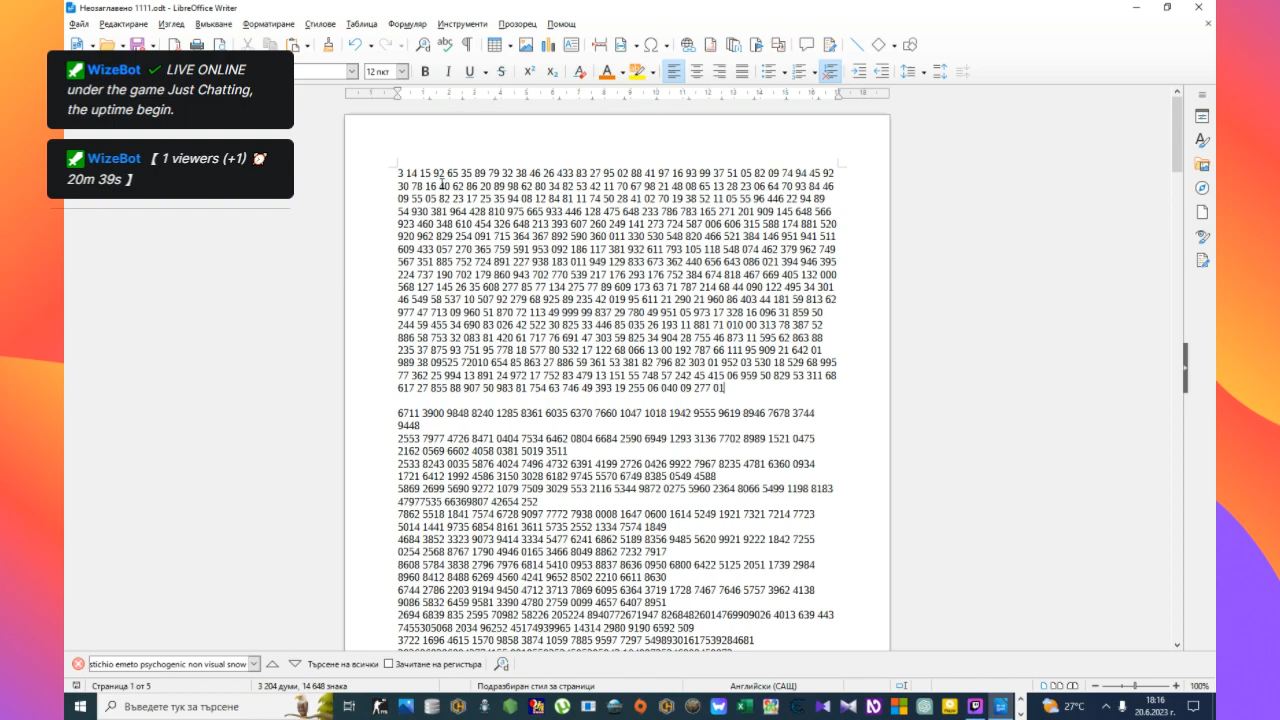 Неозаглавено 1111.odt - LibreOffice Writer
Файл Редактиране Изглед Вмъкване Форматиране Стилове Таблица Формуляр Инструменти Прозорец Помощ
WizeBot LIVE ONLINE
under the game Just Chatting,
the uptime begin.
WizeBot 【 1 viewers (+1)
20m 39s 】
12 пкт
3 14 15 92 65 35 89 79 32 38 46 26 433 83 27 95 02 88 41 97 16 93 99 37 51 05 82 09 74 94 45 92
30 78 16 40 62 86 20 89 98 62 80 34 82 53 42 11 70 67 98 21 48 08 65 13 28 23 06 64 70 93 84 46
09 55 05 82 23 17 25 35 94 08 12 84 81 11 74 50 28 41 02 70 19 38 52 11 05 55 96 446 22 94 89
54 930 381 964 428 810 975 665 933 446 128 475 648 233 786 783 165 271 201 909 145 648 566
923 460 348 610 454 326 648 213 393 607 260 249 141 273 724 587 006 606 315 588 174 881 520
920 962 829 254 091 715 364 367 892 590 360 011 330 530 548 820 466 521 384 146 951 941 511
609 433 057 270 365 759 591 953 092 186 117 381 932 611 793 105 118 548 074 462 379 962 749
567 351 885 752 724 891 227 938 183 011 949 129 833 673 362 440 656 643 086 021 394 946 395
224 737 190 702 179 860 943 702 770 539 217 176 293 176 752 384 674 818 467 669 405 132 000
568 127 145 26 35 608 277 85 77 134 275 77 89 609 173 63 71 787 214 68 44 090 122 495 34 301
46 549 58 537 10 507 92 279 68 925 89 235 42 019 95 611 21 290 21 960 86 403 44 181 59 813 62
977 47 713 09 960 51 870 72 113 49 999 99 837 29 780 49 951 05 973 17 328 16 096 31 859 50
244 59 455 34 690 83 026 42 522 30 825 33 446 85 035 26 193 11 881 71 010 00 313 78 387 52
886 58 753 32 083 81 420 61 717 76 691 47 303 59 825 34 904 28 755 46 873 11 595 62 863 88
235 37 875 93 751 95 778 18 577 80 532 17 122 68 066 13 00 192 787 66 111 95 909 21 642 01
989 38 09525 72010 654 85 863 27 886 59 361 53 381 82 796 82 303 01 952 03 530 18 529 68 995
77 362 25 994 13 891 24 972 17 752 83 479 13 151 55 748 57 242 45 415 06 959 50 829 53 311 68
617 27 855 88 907 50 983 81 754 63 746 49 393 19 255 06 040 09 277 01
6711 3900 9848 8240 1285 8361 6035 6370 7660 1047 1018 1942 9555 9619 8946 7678 3744
9448
2553 7977 4726 8471 0404 7534 6462 0804 6684 2590 6949 1293 3136 7702 8989 1521 0475
2162 0569 6602 4058 0381 5019 3511
2533 8243 0035 5876 4024 7496 4732 6391 4199 2726 0426 9922 7967 8235 4781 6360 0934
1721 6412 1992 4586 3150 3028 6182 9745 5570 6749 8385 0549 4588
5869 2699 5690 9272 1079 7509 3029 553 2116 5344 9872 0275 5960 2364 8066 5499 1198 8183
47977535 66369807 42654 252
7862 5518 1841 7574 6728 9097 7772 7938 0008 1647 0600 1614 5249 1921 7321 7214 7723
5014 1441 9735 6854 8161 3611 5735 2552 1334 7574 1849
4684 3852 3323 9073 9414 3334 5477 6241 6862 5189 8356 9485 5620 9921 9222 1842 7255
0254 2568 8767 1790 4946 0165 3466 8049 8862 7232 7917
8608 5784 3838 2796 7976 6814 5410 0953 8837 8636 0950 6800 6422 5125 2051 1739 2984
8960 8412 8488 6269 4560 4241 9652 8502 2210 6611 8630
6744 2786 2203 9194 9450 4712 3713 7869 6095 6364 3719 1728 7467 7646 5757 3962 4138
9086 5832 6459 9581 3390 4780 2759 0099 4657 6407 8951
2694 6839 835 2595 70982 58226 205224 8940772671947 82684826014769909026 4013 639 443
7455305068 2034 96252 45174939965 14314 2980 9190 6592 509
3722 1696 4615 1570 9858 3874 1059 7885 9597 7297 54989301617539284681
stichio emeto psychogenic non visual snow Търсене на всички Зачитане на регистъра
Страница 1 от 5 3 204 думи, 14 648 знака Подразбиран стил за страници Английски (САЩ) 100%
Въведете тук за търсене 27°C 18:16
20.6.2023 г.